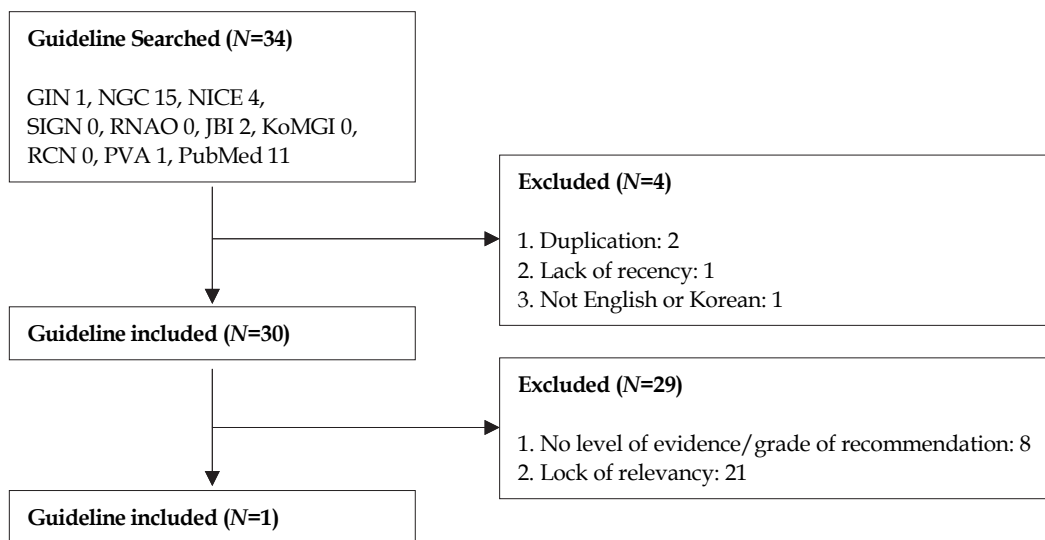 Guideline Searched (N=34)
GIN 1, NGC 15, NICE 4,
SIGN 0, RNAO 0, JBI 2, KoMGI 0,
RCN 0, PVA 1, PubMed 11
Excluded (N=4)
1. Duplication: 2
2. Lack of recency: 1
3. Not English or Korean: 1
Guideline included (N=30)
Excluded (N=29)
1. No level of evidence/grade of recommendation: 8
2. Lock of relevancy: 21
Guideline included (N=1)